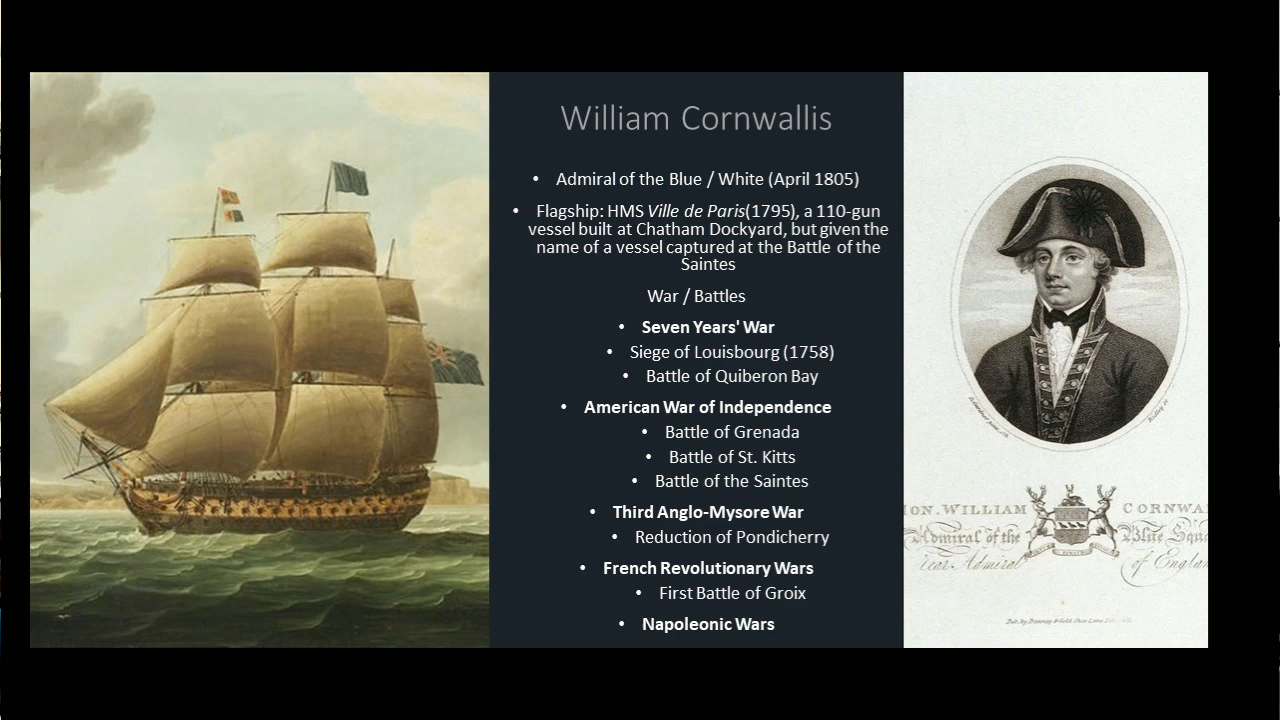 William Cornwallis
• Admiral of the Blue / White (April 1805)
• Flagship: HMS Ville de Paris(1795), a 110-gun
vessel built at Chatham Dockyard, but given the
name of a vessel captured at the Battle of the
Saintes
War / Battles
• Seven Years' War
• Siege of Louisbourg (1758)
• Battle of Quiberon Bay
• American War of Independence
• Battle of Grenada
• Battle of St. Kitts
• Battle of the Saintes
• Third Anglo-Mysore War
• Reduction of Pondicherry
• French Revolutionary Wars
• First Battle of Groix
• Napoleonic Wars
ION. WILLIAM CORNWA
Admiral of the Blue Squa
rear Admiral of Englan